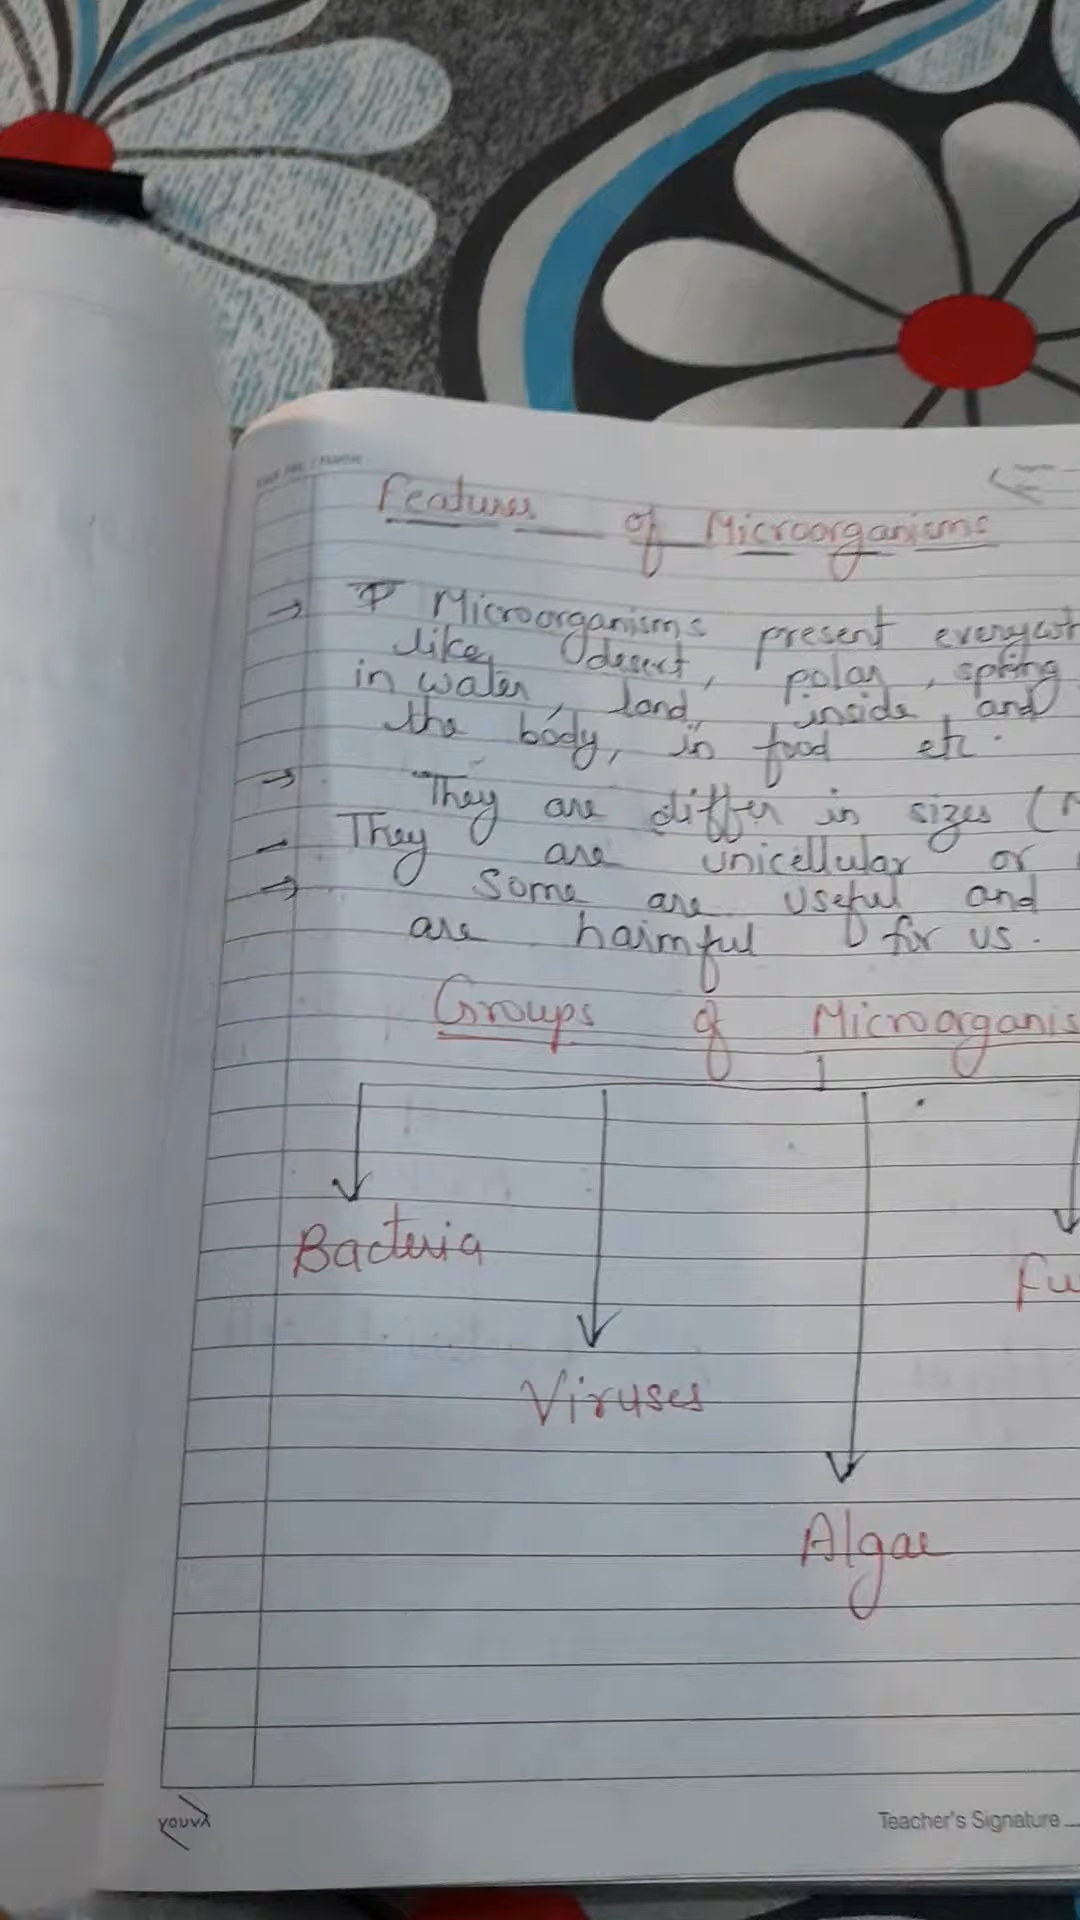 Features of Microorganisms
→ Microorganisms present everywh
like desert, polar, spring
in water, land, inside and
the body, in food etc.
→ They are differ in sizes (
They are unicellular or
→ Some are useful and
are harmful for us.
Groups of Microorganis
Bacteria
Fu
Viruses
Algae
youva
Teacher's Signature